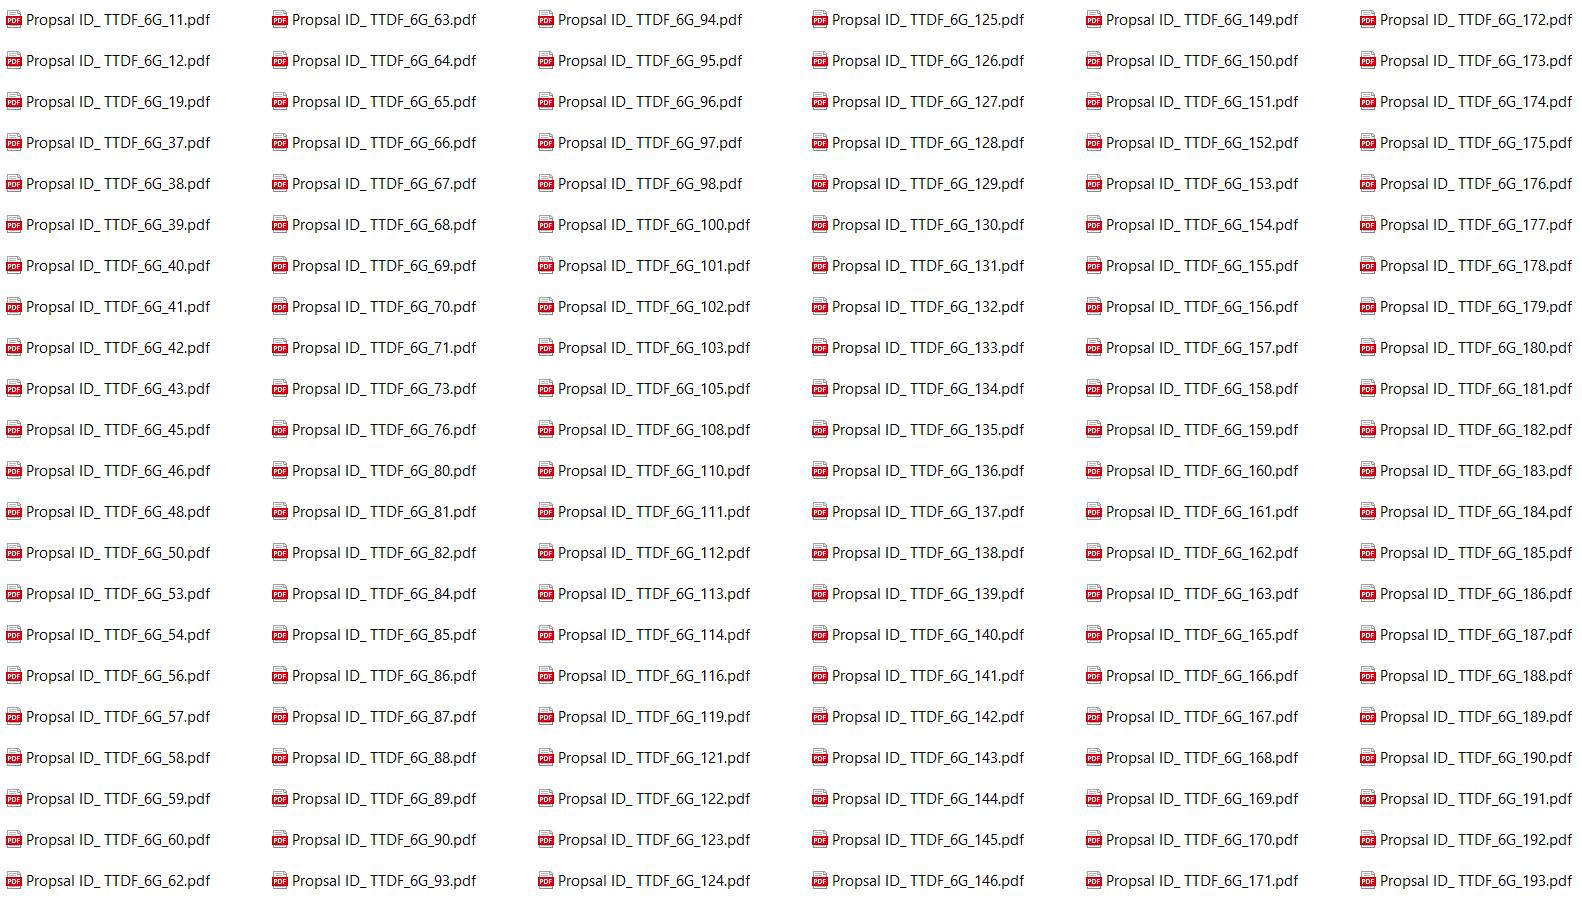 Propsal ID_ TTDF_6G_11.pdf
Propsal ID_ TTDF_6G_12.pdf
Propsal ID_ TTDF_6G_19.pdf
Propsal ID_ TTDF_6G_37.pdf
Propsal ID_ TTDF_6G_38.pdf
Propsal ID_ TTDF_6G_39.pdf
Propsal ID_ TTDF_6G_40.pdf
Propsal ID_ TTDF_6G_41.pdf
Propsal ID_ TTDF_6G_42.pdf
Propsal ID_ TTDF_6G_43.pdf
Propsal ID_ TTDF_6G_45.pdf
Propsal ID_ TTDF_6G_46.pdf
Propsal ID_ TTDF_6G_48.pdf
Propsal ID_ TTDF_6G_50.pdf
Propsal ID_ TTDF_6G_53.pdf
Propsal ID_ TTDF_6G_54.pdf
Propsal ID_ TTDF_6G_56.pdf
Propsal ID_ TTDF_6G_57.pdf
Propsal ID_ TTDF_6G_58.pdf
Propsal ID_ TTDF_6G_59.pdf
Propsal ID_ TTDF_6G_60.pdf
Propsal ID_ TTDF_6G_62.pdf
Propsal ID_ TTDF_6G_63.pdf
Propsal ID_ TTDF_6G_64.pdf
Propsal ID_ TTDF_6G_65.pdf
Propsal ID_ TTDF_6G_66.pdf
Propsal ID_ TTDF_6G_67.pdf
Propsal ID_ TTDF_6G_68.pdf
Propsal ID_ TTDF_6G_69.pdf
Propsal ID_ TTDF_6G_70.pdf
Propsal ID_ TTDF_6G_71.pdf
Propsal ID_ TTDF_6G_73.pdf
Propsal ID_ TTDF_6G_76.pdf
Propsal ID_ TTDF_6G_80.pdf
Propsal ID_ TTDF_6G_81.pdf
Propsal ID_ TTDF_6G_82.pdf
Propsal ID_ TTDF_6G_84.pdf
Propsal ID_ TTDF_6G_85.pdf
Propsal ID_ TTDF_6G_86.pdf
Propsal ID_ TTDF_6G_87.pdf
Propsal ID_ TTDF_6G_88.pdf
Propsal ID_ TTDF_6G_89.pdf
Propsal ID_ TTDF_6G_90.pdf
Propsal ID_ TTDF_6G_93.pdf
Propsal ID_ TTDF_6G_94.pdf
Propsal ID_ TTDF_6G_95.pdf
Propsal ID_ TTDF_6G_96.pdf
Propsal ID_ TTDF_6G_97.pdf
Propsal ID_ TTDF_6G_98.pdf
Propsal ID_ TTDF_6G_100.pdf
Propsal ID_ TTDF_6G_101.pdf
Propsal ID_ TTDF_6G_102.pdf
Propsal ID_ TTDF_6G_103.pdf
Propsal ID_ TTDF_6G_105.pdf
Propsal ID_ TTDF_6G_108.pdf
Propsal ID_ TTDF_6G_110.pdf
Propsal ID_ TTDF_6G_111.pdf
Propsal ID_ TTDF_6G_112.pdf
Propsal ID_ TTDF_6G_113.pdf
Propsal ID_ TTDF_6G_114.pdf
Propsal ID_ TTDF_6G_116.pdf
Propsal ID_ TTDF_6G_119.pdf
Propsal ID_ TTDF_6G_121.pdf
Propsal ID_ TTDF_6G_122.pdf
Propsal ID_ TTDF_6G_123.pdf
Propsal ID_ TTDF_6G_124.pdf
Propsal ID_ TTDF_6G_125.pdf
Propsal ID_ TTDF_6G_126.pdf
Propsal ID_ TTDF_6G_127.pdf
Propsal ID_ TTDF_6G_128.pdf
Propsal ID_ TTDF_6G_129.pdf
Propsal ID_ TTDF_6G_130.pdf
Propsal ID_ TTDF_6G_131.pdf
Propsal ID_ TTDF_6G_132.pdf
Propsal ID_ TTDF_6G_133.pdf
Propsal ID_ TTDF_6G_134.pdf
Propsal ID_ TTDF_6G_135.pdf
Propsal ID_ TTDF_6G_136.pdf
Propsal ID_ TTDF_6G_137.pdf
Propsal ID_ TTDF_6G_138.pdf
Propsal ID_ TTDF_6G_139.pdf
Propsal ID_ TTDF_6G_140.pdf
Propsal ID_ TTDF_6G_141.pdf
Propsal ID_ TTDF_6G_142.pdf
Propsal ID_ TTDF_6G_143.pdf
Propsal ID_ TTDF_6G_144.pdf
Propsal ID_ TTDF_6G_145.pdf
Propsal ID_ TTDF_6G_146.pdf
Propsal ID_ TTDF_6G_149.pdf
Propsal ID_ TTDF_6G_150.pdf
Propsal ID_ TTDF_6G_151.pdf
Propsal ID_ TTDF_6G_152.pdf
Propsal ID_ TTDF_6G_153.pdf
Propsal ID_ TTDF_6G_154.pdf
Propsal ID_ TTDF_6G_155.pdf
Propsal ID_ TTDF_6G_156.pdf
Propsal ID_ TTDF_6G_157.pdf
Propsal ID_ TTDF_6G_158.pdf
Propsal ID_ TTDF_6G_159.pdf
Propsal ID_ TTDF_6G_160.pdf
Propsal ID_ TTDF_6G_161.pdf
Propsal ID_ TTDF_6G_162.pdf
Propsal ID_ TTDF_6G_163.pdf
Propsal ID_ TTDF_6G_165.pdf
Propsal ID_ TTDF_6G_166.pdf
Propsal ID_ TTDF_6G_167.pdf
Propsal ID_ TTDF_6G_168.pdf
Propsal ID_ TTDF_6G_169.pdf
Propsal ID_ TTDF_6G_170.pdf
Propsal ID_ TTDF_6G_171.pdf
Propsal ID_ TTDF_6G_172.pdf
Propsal ID_ TTDF_6G_173.pdf
Propsal ID_ TTDF_6G_174.pdf
Propsal ID_ TTDF_6G_175.pdf
Propsal ID_ TTDF_6G_176.pdf
Propsal ID_ TTDF_6G_177.pdf
Propsal ID_ TTDF_6G_178.pdf
Propsal ID_ TTDF_6G_179.pdf
Propsal ID_ TTDF_6G_180.pdf
Propsal ID_ TTDF_6G_181.pdf
Propsal ID_ TTDF_6G_182.pdf
Propsal ID_ TTDF_6G_183.pdf
Propsal ID_ TTDF_6G_184.pdf
Propsal ID_ TTDF_6G_185.pdf
Propsal ID_ TTDF_6G_186.pdf
Propsal ID_ TTDF_6G_187.pdf
Propsal ID_ TTDF_6G_188.pdf
Propsal ID_ TTDF_6G_189.pdf
Propsal ID_ TTDF_6G_190.pdf
Propsal ID_ TTDF_6G_191.pdf
Propsal ID_ TTDF_6G_192.pdf
Propsal ID_ TTDF_6G_193.pdf